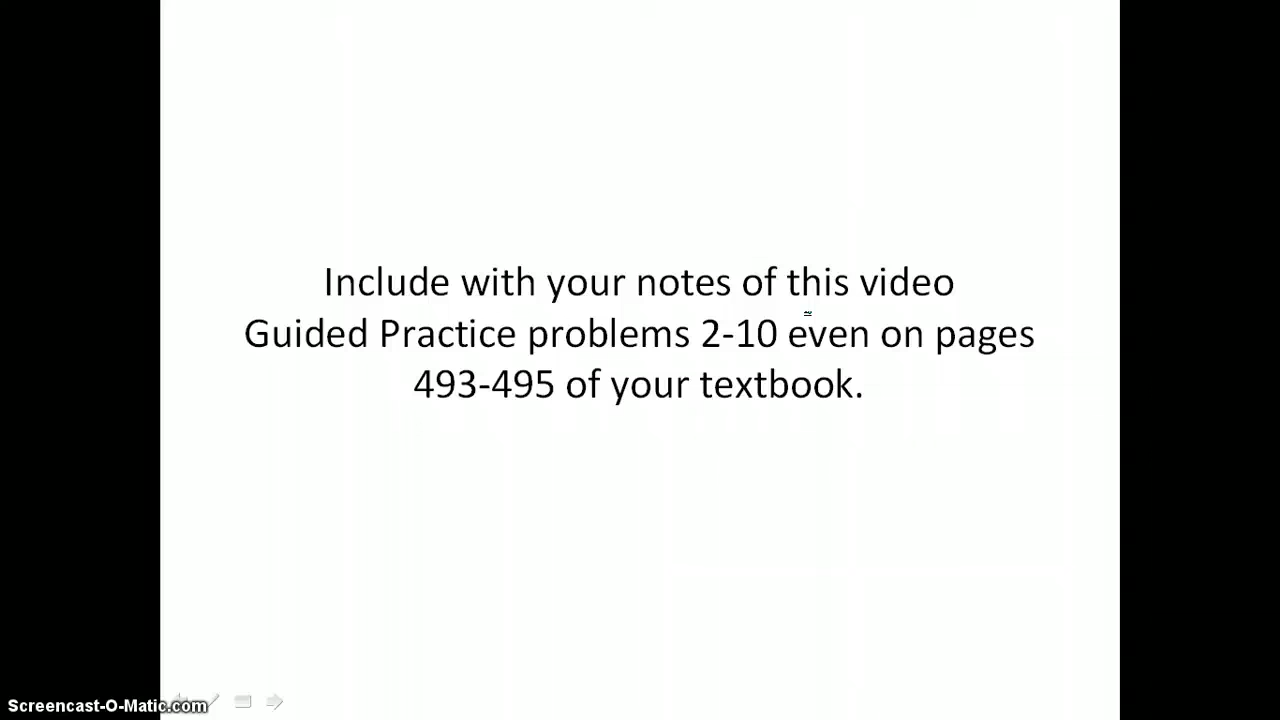 Include with your notes of this video
Guided Practice problems 2-10 even on pages
493-495 of your textbook.
Screencast-O-Matic.com